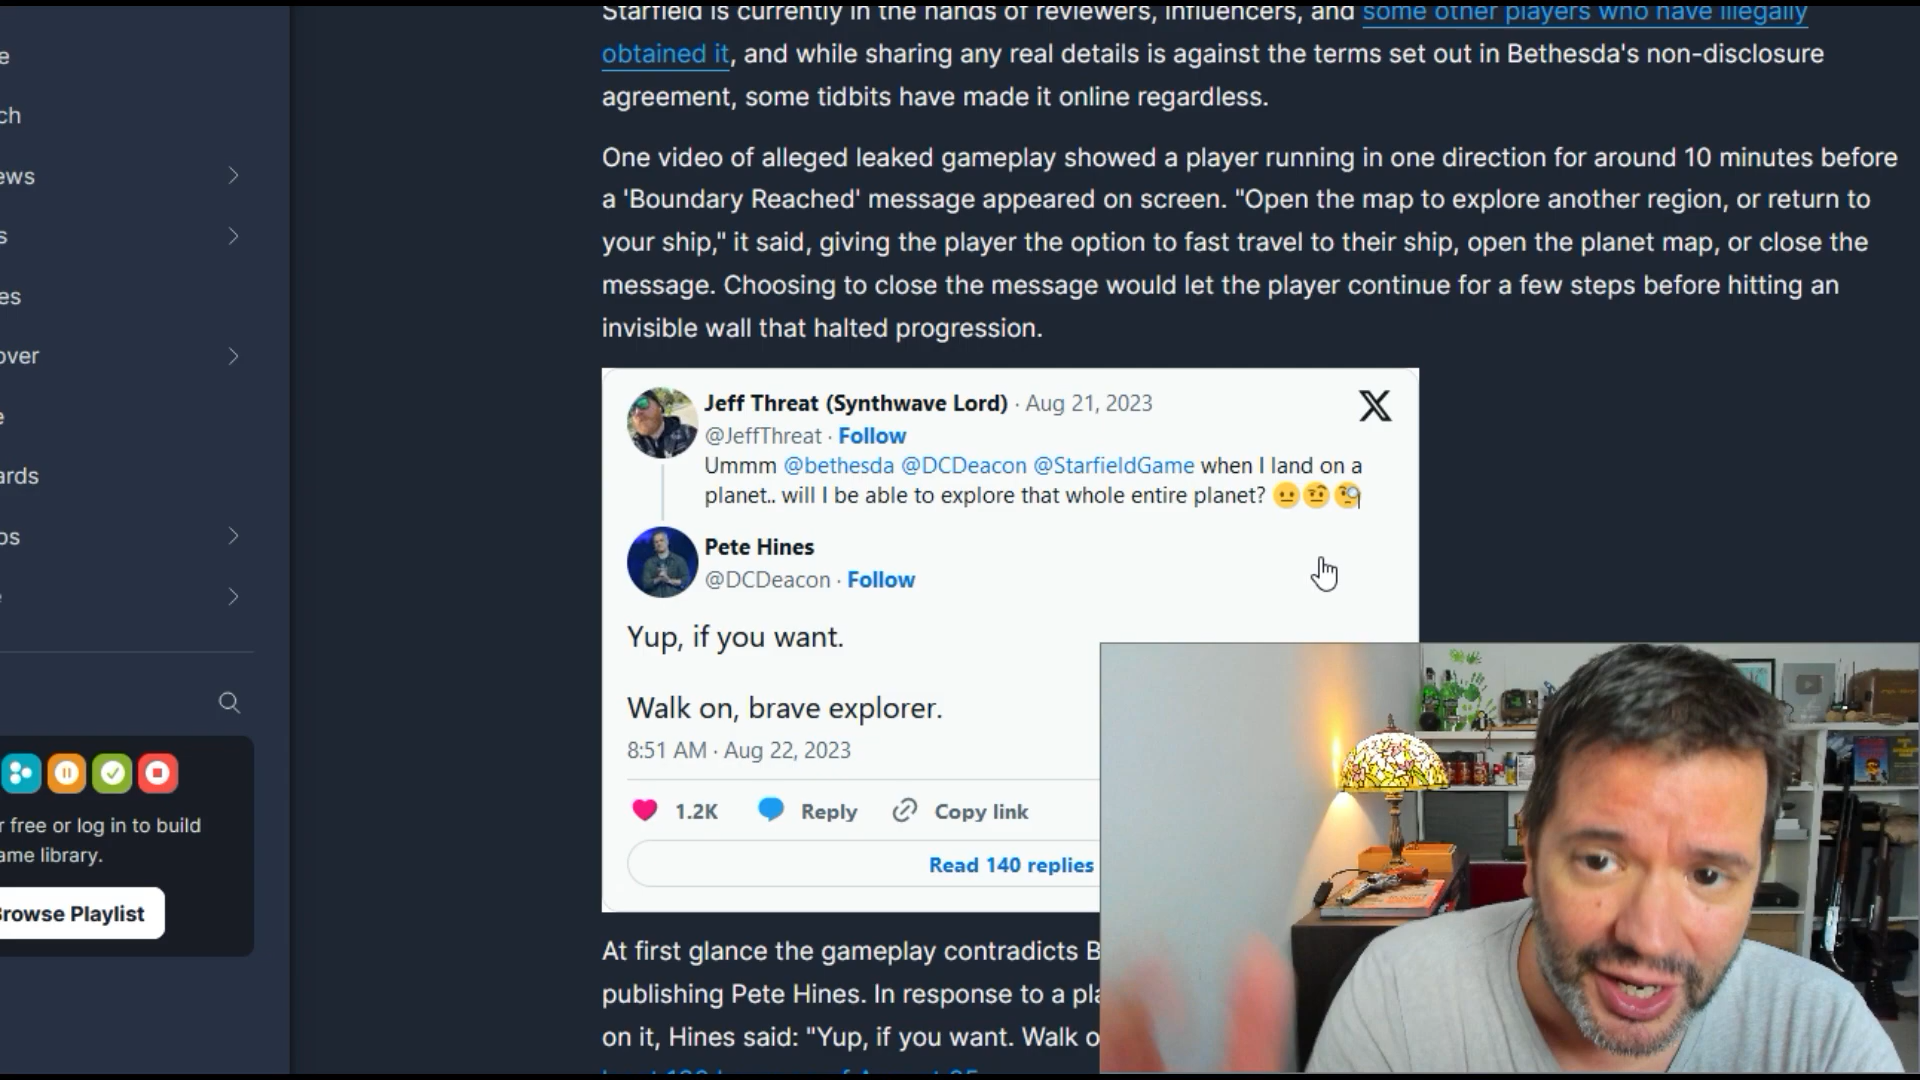 Starfield is currently in the hands of reviewers, influencers, and some other players who have illegally
obtained it, and while sharing any real details is against the terms set out in Bethesda's non-disclosure
agreement, some tidbits have made it online regardless.
One video of alleged leaked gameplay showed a player running in one direction for around 10 minutes before
a 'Boundary Reached' message appeared on screen. "Open the map to explore another region, or return to
your ship," it said, giving the player the option to fast travel to their ship, open the planet map, or close the
message. Choosing to close the message would let the player continue for a few steps before hitting an
invisible wall that halted progression.
Jeff Threat (Synthwave Lord) · Aug 21, 2023
@JeffThreat · Follow
Ummm @bethesda @DCDeacon @StarfieldGame when I land on a
planet.. will I be able to explore that whole entire planet? 😐🤨🧐
Pete Hines
@DCDeacon · Follow
Yup, if you want.
Walk on, brave explorer.
8:51 AM · Aug 22, 2023
1.2K Reply Copy link
Read 140 replies
At first glance the gameplay contradicts B
publishing Pete Hines. In response to a pla
on it, Hines said: "Yup, if you want. Walk o
e
ch
ews
s
es
over
e
ards
os
e
r free or log in to build
ame library.
Browse Playlist